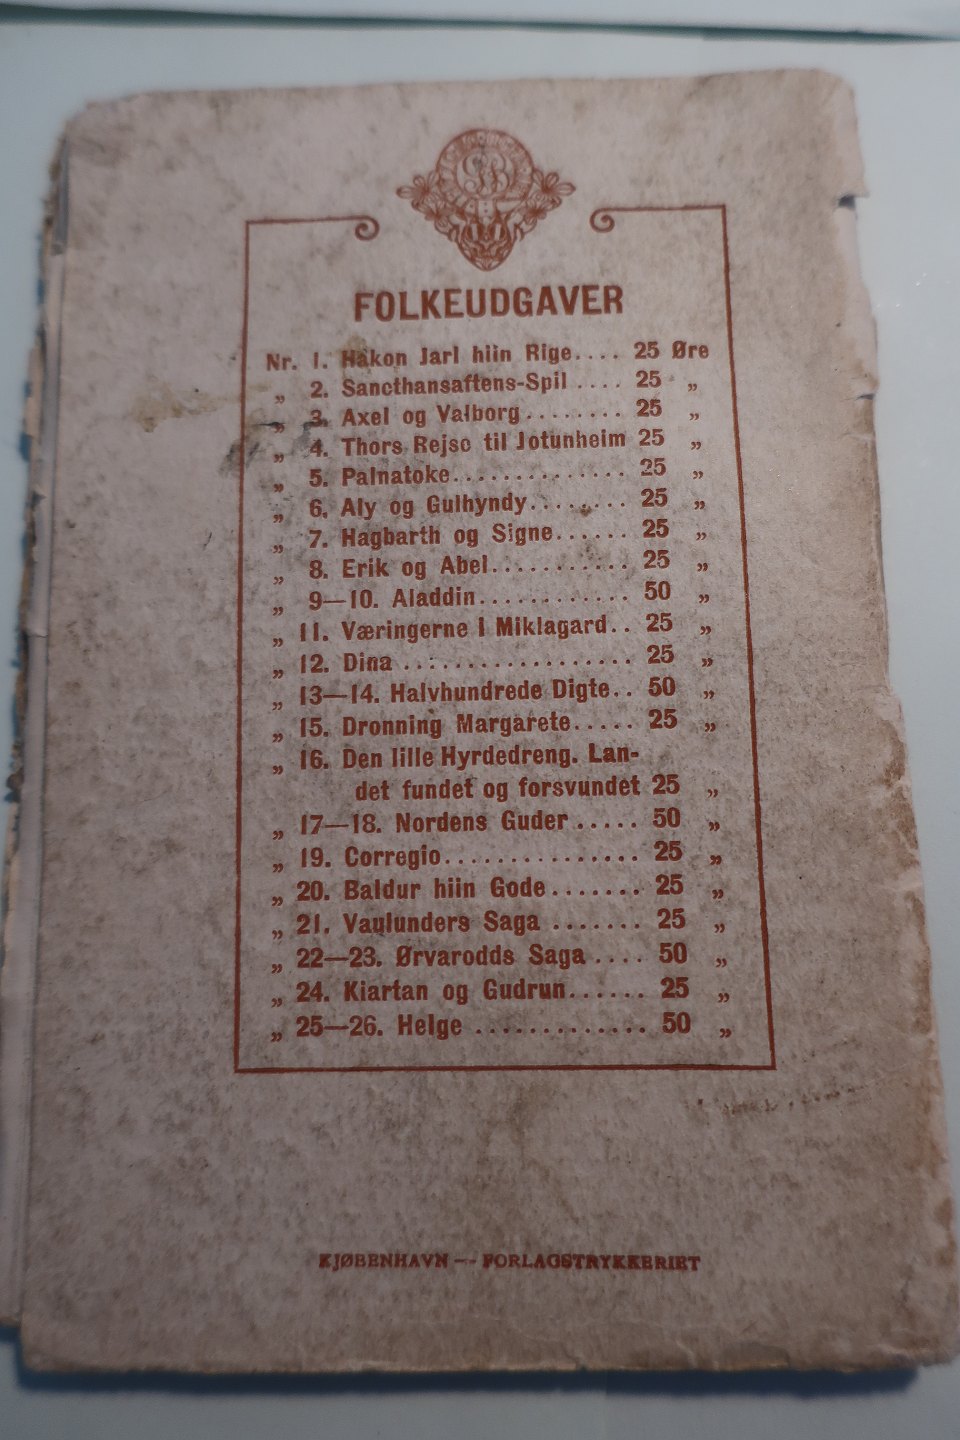 FOLKEUDGAVER
Nr. 1. Hakon Jarl hiin Rige.... 25 Øre
„ 2. Sancthansaftens-Spil .... 25 „
„ 3. Axel og Valborg........ 25 „
„ 4. Thors Rejse til Jotunheim 25 „
„ 5. Palnatoke.............. 25 „
„ 6. Aly og Gulhyndy........ 25 „
„ 7. Hagbarth og Signe...... 25 „
„ 8. Erik og Abel........... 25 „
„ 9—10. Aladdin............ 50 „
„ 11. Væringerne i Miklagard.. 25 „
„ 12. Dina .................. 25 „
„ 13—14. Halvhundrede Digte.. 50 „
„ 15. Dronning Margarete..... 25 „
„ 16. Den lille Hyrdedreng. Lan-
det fundet og forsvundet 25 „
„ 17—18. Nordens Guder ..... 50 „
„ 19. Corregio............... 25 „
„ 20. Baldur hiin Gode....... 25 „
„ 21. Vaulunders Saga ....... 25 „
„ 22—23. Ørvarodds Saga .... 50 „
„ 24. Kiartan og Gudrun...... 25 „
„ 25—26. Helge ............. 50 „
KJØBENHAVN — FORLAGSTRYKKERIET